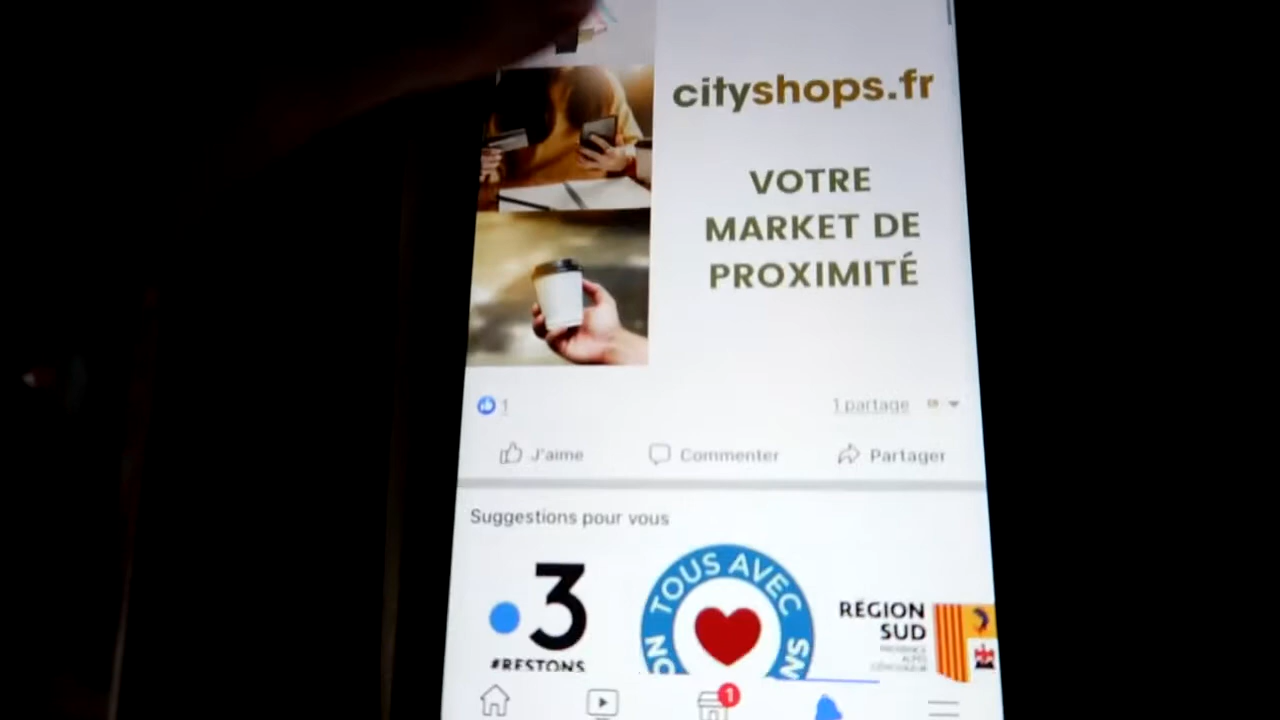 cityshops.fr
VOTRE
MARKET DE
PROXIMITÉ
1
1 partage
J'aime
Commenter
Partager
Suggestions pour vous
3
#RESTONS
TOUS AVEC
RÉGION
SUD
1